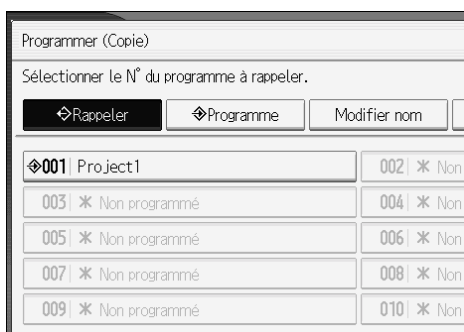 Programmer (Copie)
Sélectionner le N° du programme à rappeler.
Rappeler Programme Modifier nom
001 Project1 002 * Non
003 * Non programmé 004 * Non
005 * Non programmé 006 * Non
007 * Non programmé 008 * Non
009 * Non programmé 010 * Non